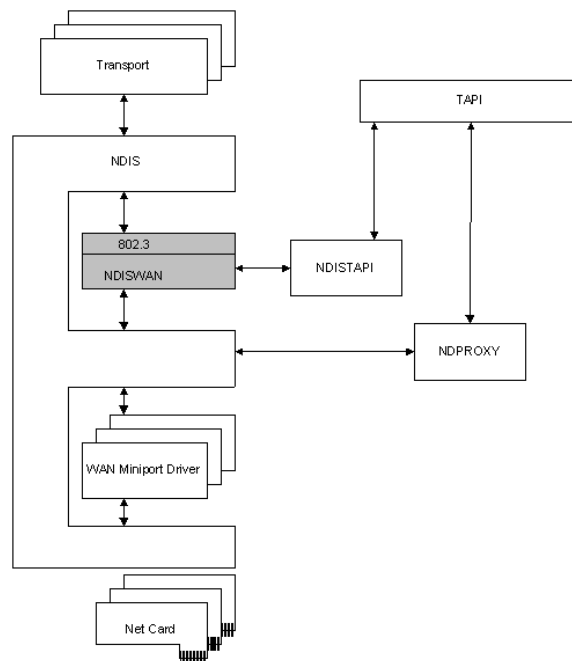 Transport
TAPI
NDIS
802.3
NDISWAN
NDISTAPI
NDPROXY
WAN Miniport Driver
Net Card